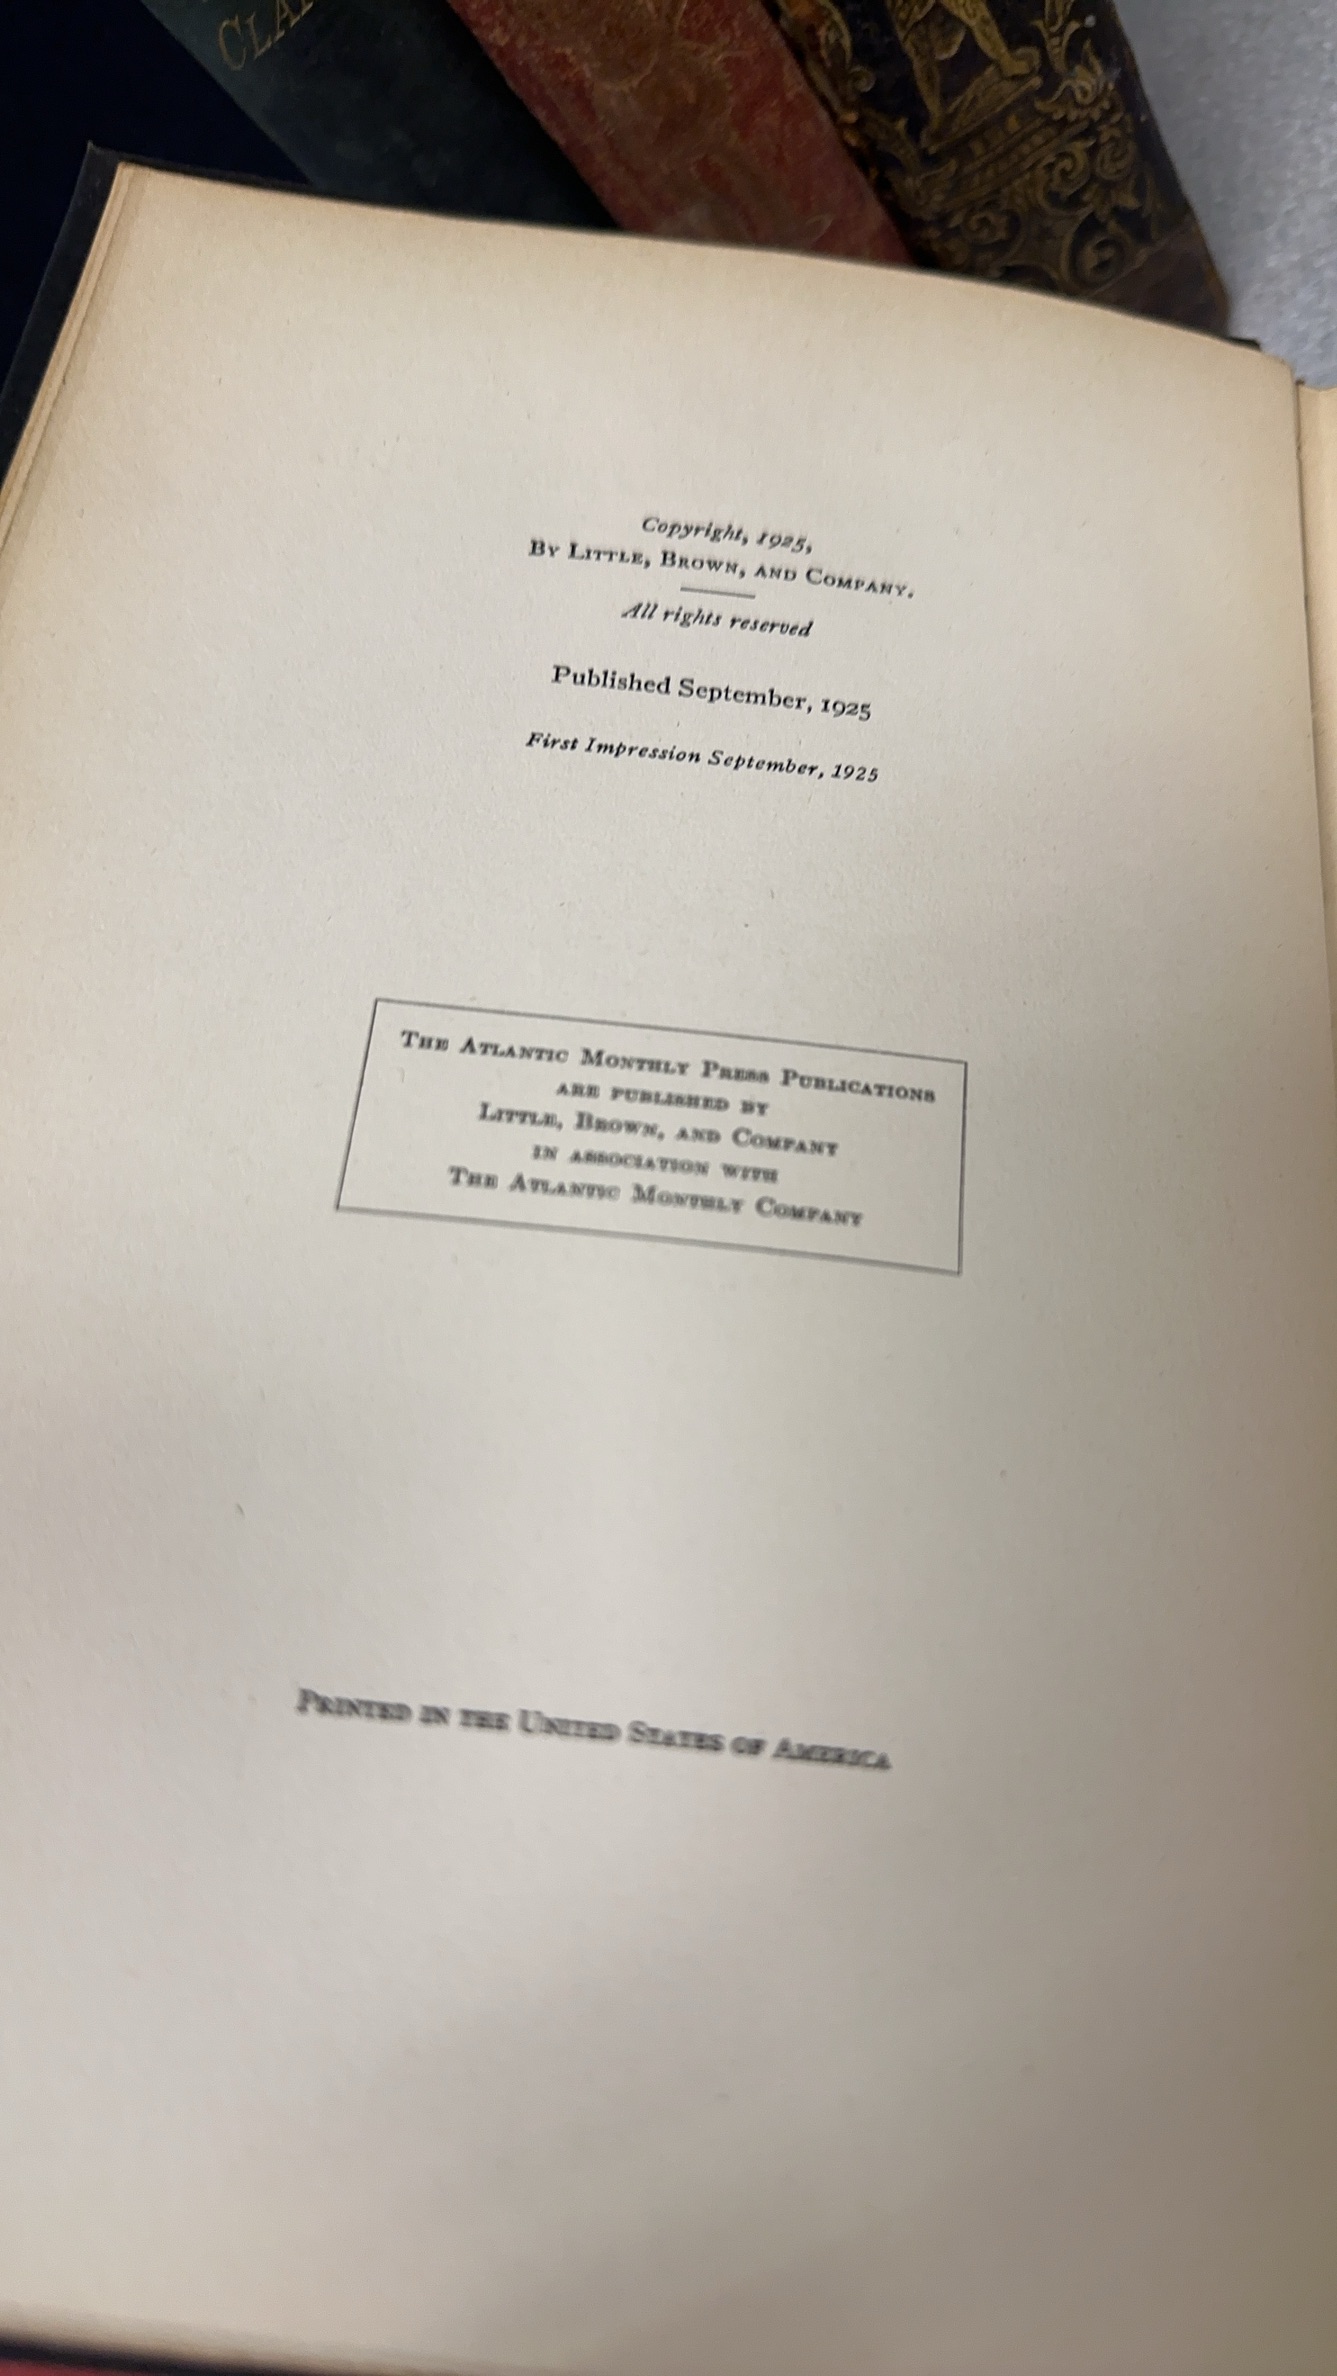 CLA
Copyright, 1925,
BY LITTLE, BROWN, AND COMPANY.
All rights reserved
Published September, 1925
First Impression September, 1925
THE ATLANTIC MONTHLY PRESS PUBLICATIONS
ARE PUBLISHED BY
LITTLE, BROWN, AND COMPANY
IN ASSOCIATION WITH
THE ATLANTIC MONTHLY COMPANY
PRINTED IN THE UNITED STATES OF AMERICA